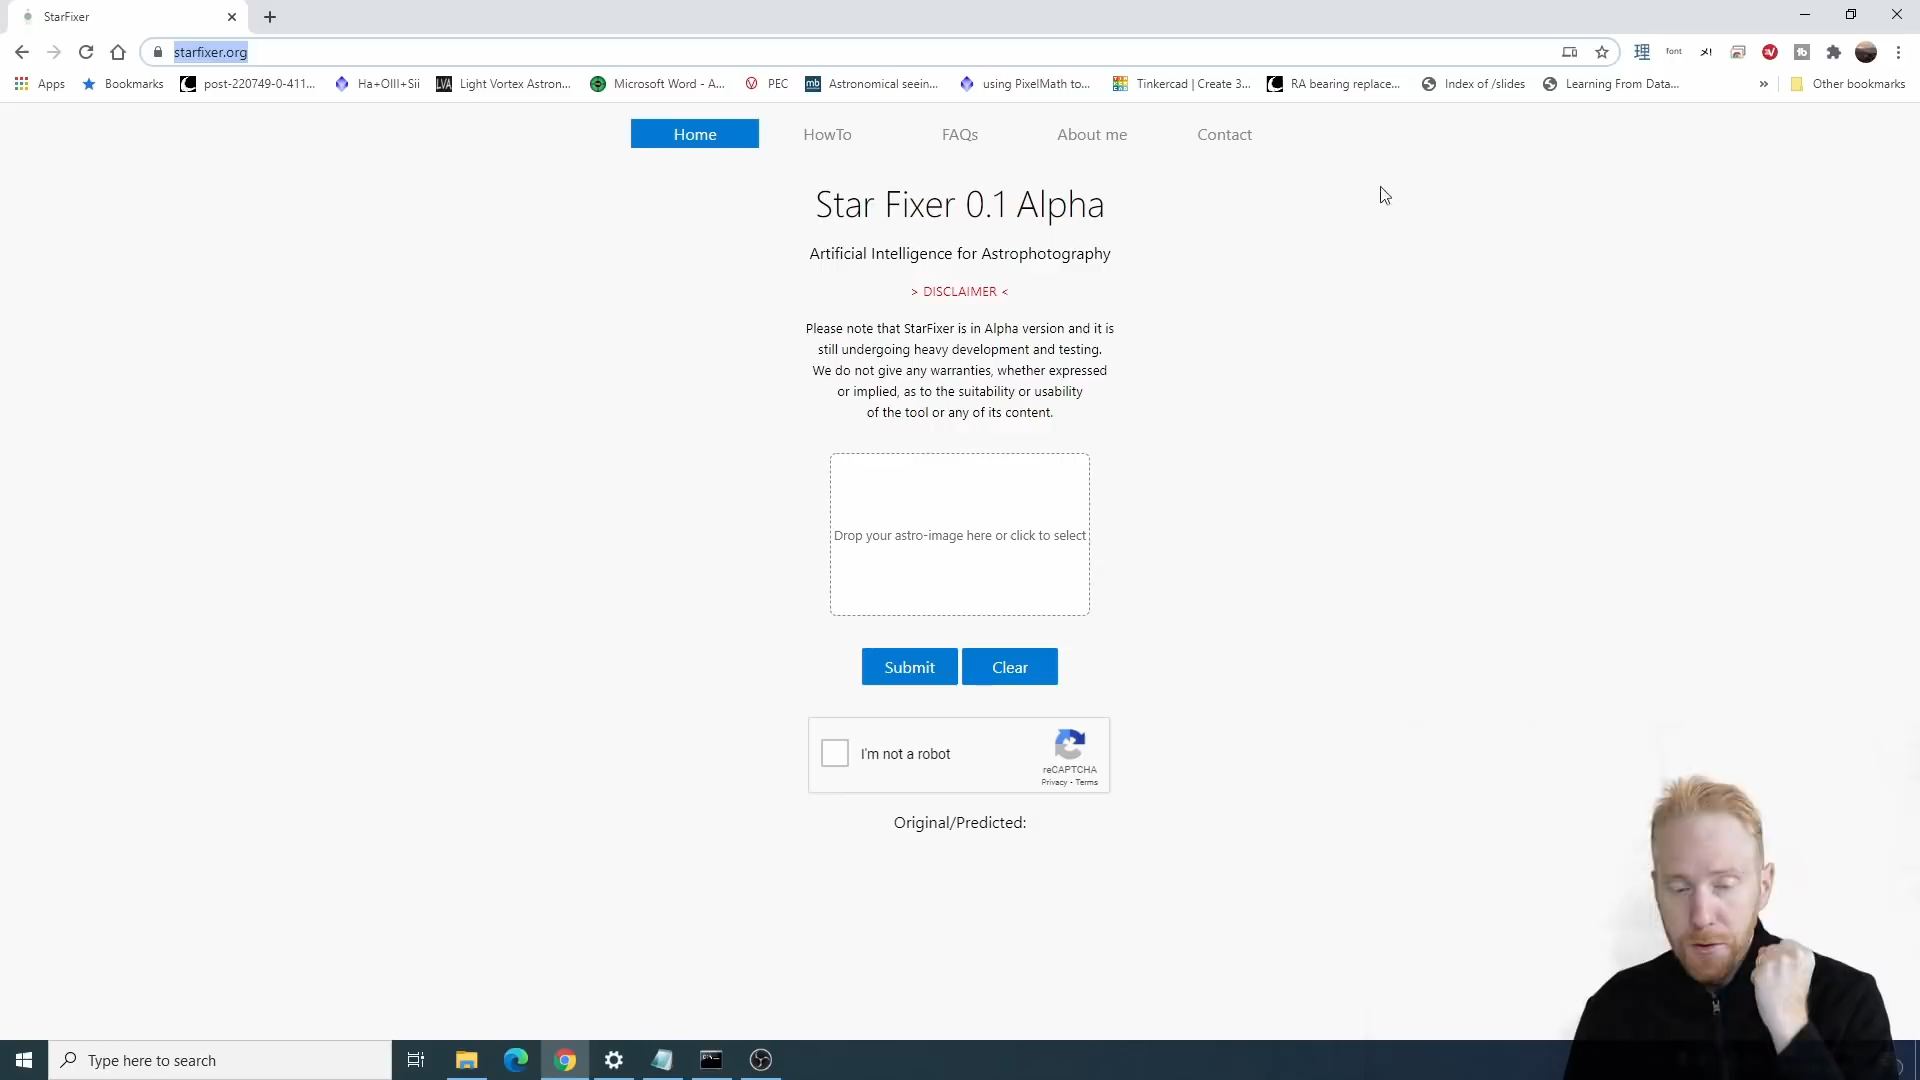 StarFixer
starfixer.org
font
Apps
Bookmarks
post-220749-0-411...
Ha+OIII+Sii
LVA
Light Vortex Astron...
Microsoft Word - A...
PEC
mb
Astronomical seein...
using PixelMath to...
Tinkercad | Create 3...
RA bearing replace...
Index of /slides
Learning From Data...
»
Other bookmarks
Home
HowTo
FAQs
About me
Contact
Star Fixer 0.1 Alpha
Artificial Intelligence for Astrophotography
> DISCLAIMER <
Please note that StarFixer is in Alpha version and it is
still undergoing heavy development and testing.
We do not give any warranties, whether expressed
or implied, as to the suitability or usability
of the tool or any of its content.
Drop your astro-image here or click to select
Submit
Clear
I'm not a robot
reCAPTCHA
Privacy - Terms
Original/Predicted:
Type here to search